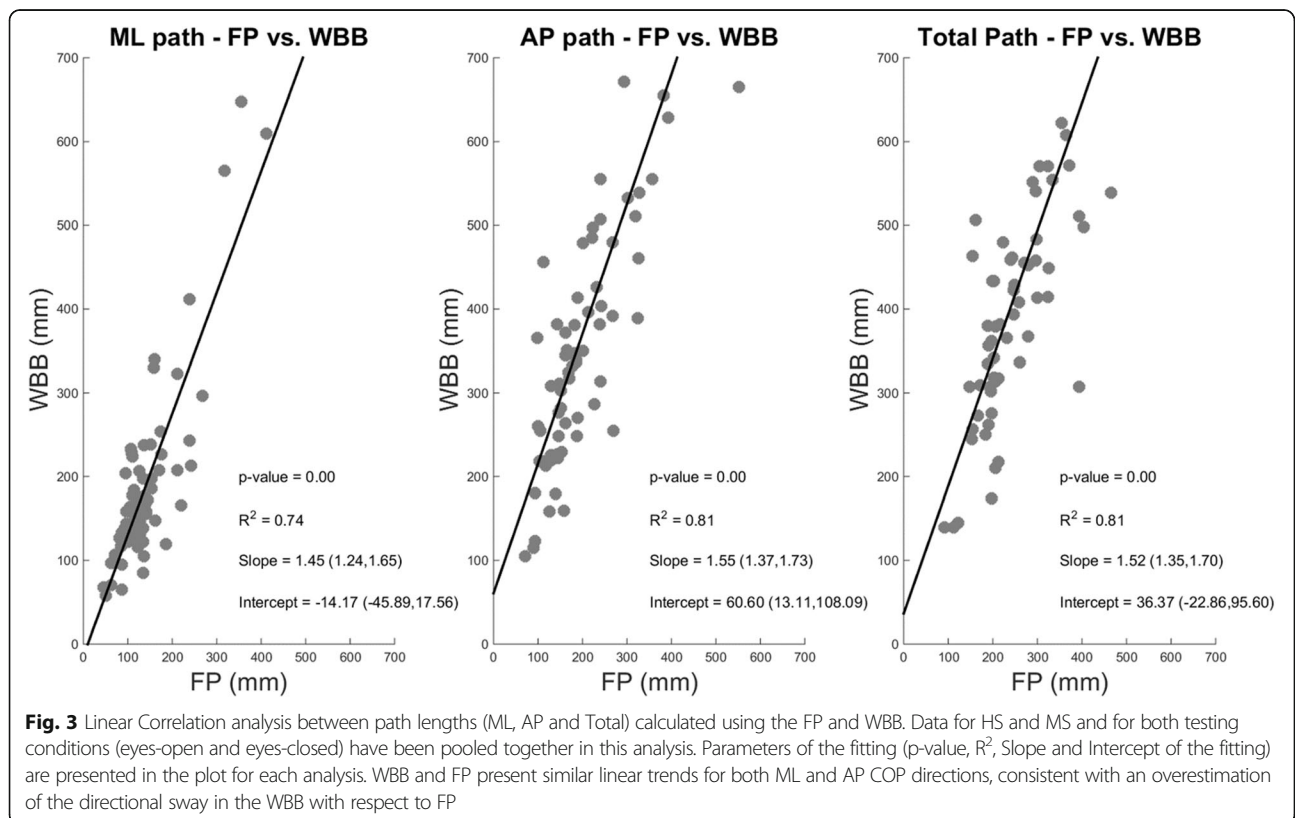 ML path - FP vs. WBB
700
600
500
400
300
200
100
0
WBB (mm)
0 100 200 300 400 500 600 700
FP (mm)
p-value = 0.00
R² = 0.74
Slope = 1.45 (1.24,1.65)
Intercept = -14.17 (-45.89,17.56)
AP path - FP vs. WBB
700
600
500
400
300
200
100
0
WBB (mm)
0 100 200 300 400 500 600 700
FP (mm)
p-value = 0.00
R² = 0.81
Slope = 1.55 (1.37,1.73)
Intercept = 60.60 (13.11,108.09)
Total Path - FP vs. WBB
700
600
500
400
300
200
100
0
WBB (mm)
0 100 200 300 400 500 600 700
FP (mm)
p-value = 0.00
R² = 0.81
Slope = 1.52 (1.35,1.70)
Intercept = 36.37 (-22.86,95.60)
Fig. 3 Linear Correlation analysis between path lengths (ML, AP and Total) calculated using the FP and WBB. Data for HS and MS and for both testing
conditions (eyes-open and eyes-closed) have been pooled together in this analysis. Parameters of the fitting (p-value, R², Slope and Intercept of the fitting)
are presented in the plot for each analysis. WBB and FP present similar linear trends for both ML and AP COP directions, consistent with an overestimation
of the directional sway in the WBB with respect to FP